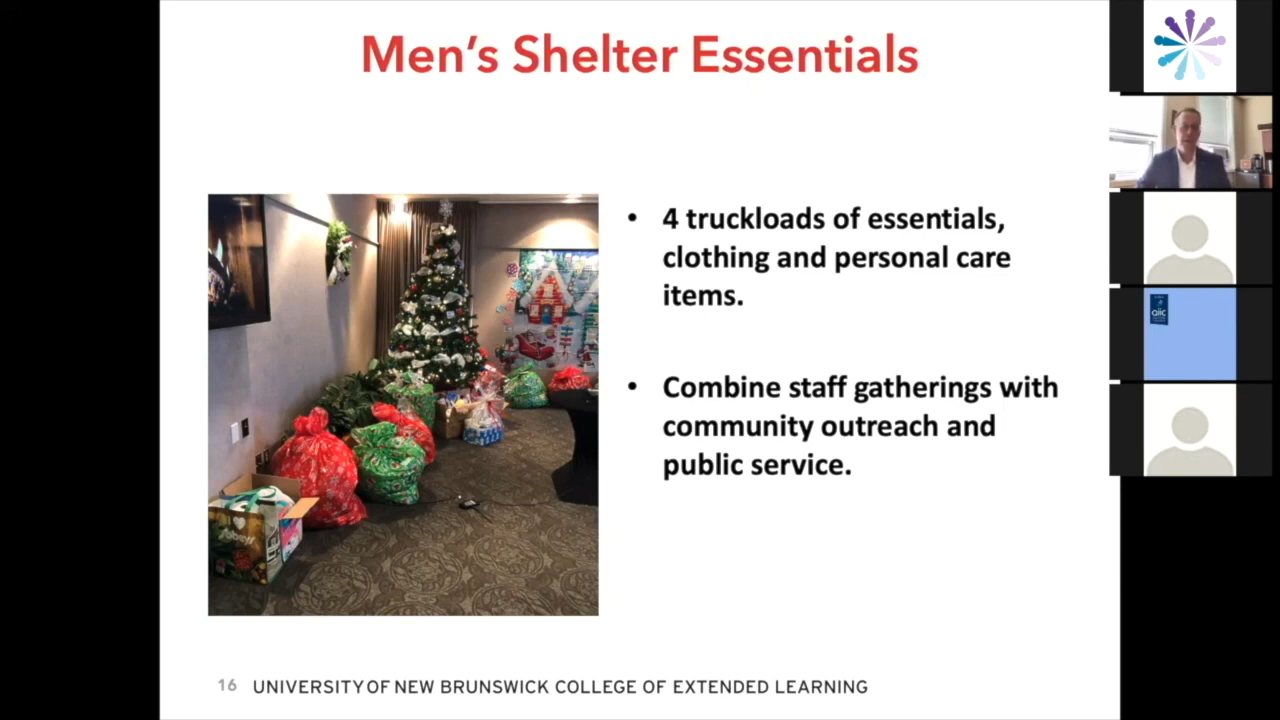 Men's Shelter Essentials
• 4 truckloads of essentials,
clothing and personal care
items.
• Combine staff gatherings with
community outreach and
public service.
16 UNIVERSITY OF NEW BRUNSWICK COLLEGE OF EXTENDED LEARNING
aiic